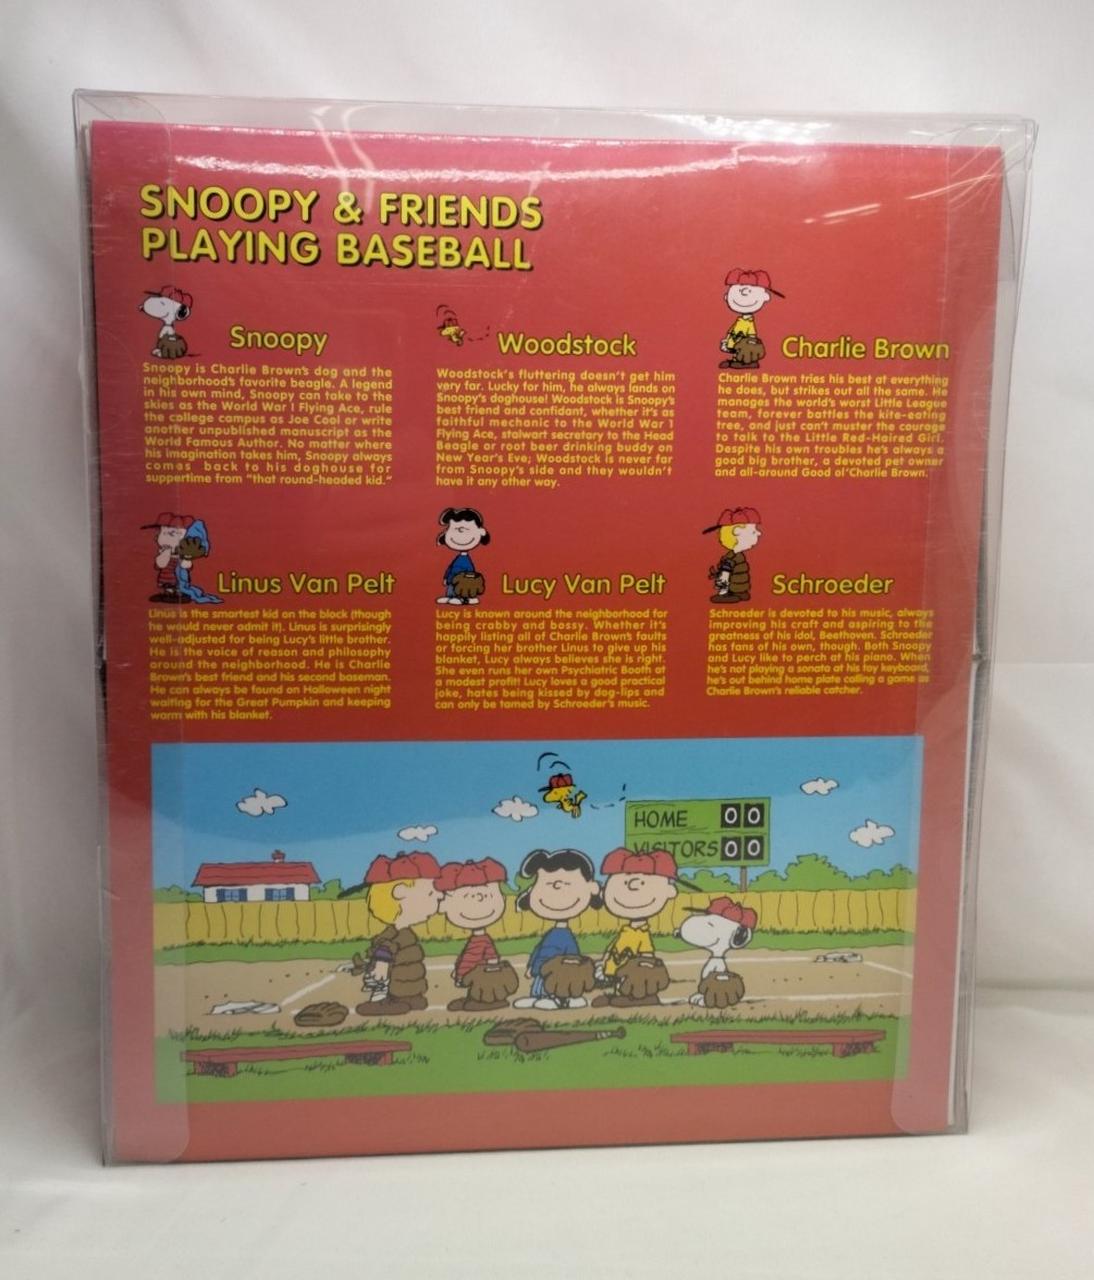 SNOOPY & FRIENDS
PLAYING BASEBALL
Snoopy
Snoopy is Charlie Brown's dog and the
neighborhood's favorite beagle. A legend
in his own mind, Snoopy can take to the
skies as the World War I Flying Ace, rule
the college campus as Joe Cool or write
another unpublished manuscript as the
World Famous Author. No matter where
his imagination takes him, Snoopy always
comes back to his doghouse for
suppertime from "that round-headed kid."
Woodstock
Woodstock's fluttering doesn't get him
very far. Lucky for him, he always lands on
Snoopy's doghouse! Woodstock is Snoopy's
best friend and confidant, whether it's as
faithful mechanic to the World War 1
Flying Ace, stalwart secretary to the Head
Beagle or root beer drinking buddy on
New Year's Eve; Woodstock is never far
from Snoopy's side and they wouldn't
have it any other way.
Charlie Brown
Charlie Brown tries his best at everything
he does, but strikes out all the same. He
manages the world's worst Little League
team, forever battles the kite-eating
tree, and just can't muster the courage
to talk to the Little Red-Haired Girl.
Despite his own troubles he's always a
good big brother, a devoted pet owner
and all-around Good ol'Charlie Brown.
Linus Van Pelt
Linus is the smartest kid on the block (though
he would never admit it). Linus is surprisingly
well-adjusted for being Lucy's little brother.
He is the voice of reason and philosophy
around the neighborhood. He is Charlie
Brown's best friend and his second baseman.
He can always be found on Halloween night
waiting for the Great Pumpkin and keeping
warm with his blanket.
Lucy Van Pelt
Lucy is known around the neighborhood for
being crabby and bossy. Whether it's
happily listing all of Charlie Brown's faults
or forcing her brother Linus to give up his
blanket, Lucy always believes she is right.
She even runs her own Psychiatric Booth at
a modest profit! Lucy loves a good practical
joke, hates being kissed by dog-lips and
can only be tamed by Schroeder's music.
Schroeder
Schroeder is devoted to his music, always
improving his craft and aspiring to the
greatness of his idol, Beethoven. Schroeder
has fans of his own, though. Both Snoopy
and Lucy like to perch at his piano. When
he's not playing a sonata at his toy keyboard,
he's out behind home plate calling a game as
Charlie Brown's reliable catcher.
HOME 0 0
VISITORS 0 0